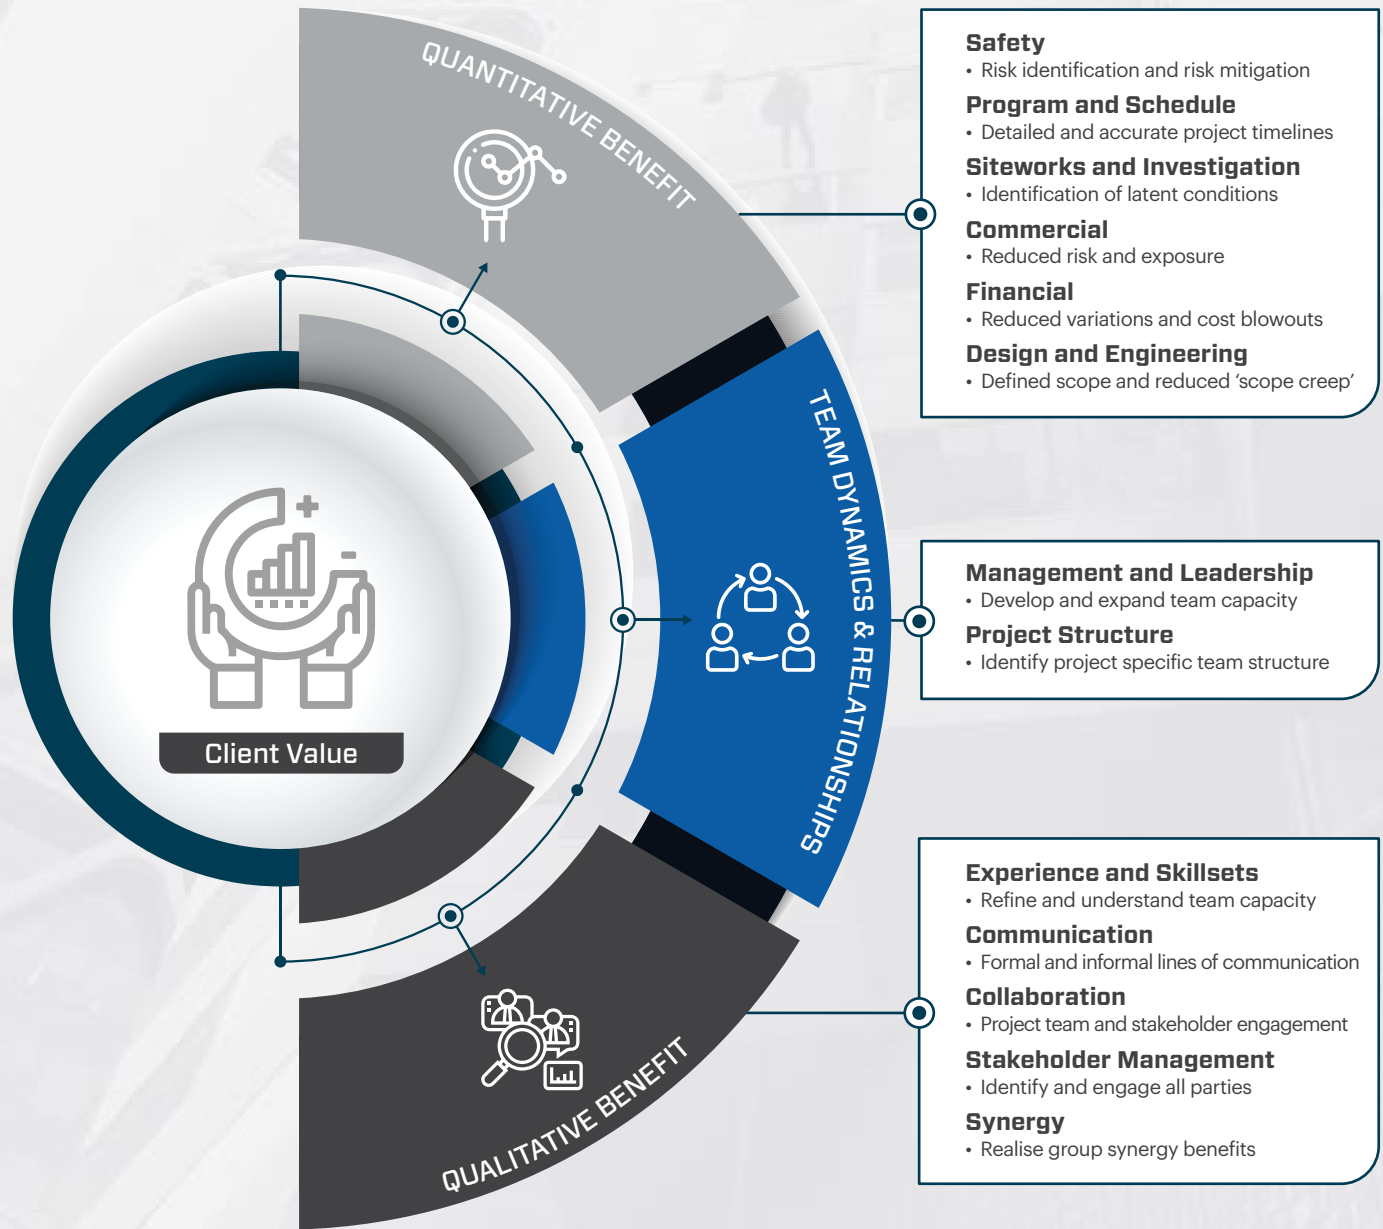 QUANTITATIVE BENEFIT
Safety
• Risk identification and risk mitigation
Program and Schedule
• Detailed and accurate project timelines
Siteworks and Investigation
• Identification of latent conditions
Commercial
• Reduced risk and exposure
Financial
• Reduced variations and cost blowouts
Design and Engineering
• Defined scope and reduced ‘scope creep’
Client Value
TEAM DYNAMICS & RELATIONSHIPS
Management and Leadership
• Develop and expand team capacity
Project Structure
• Identify project specific team structure
QUALITATIVE BENEFIT
Experience and Skillsets
• Refine and understand team capacity
Communication
• Formal and informal lines of communication
Collaboration
• Project team and stakeholder engagement
Stakeholder Management
• Identify and engage all parties
Synergy
• Realise group synergy benefits